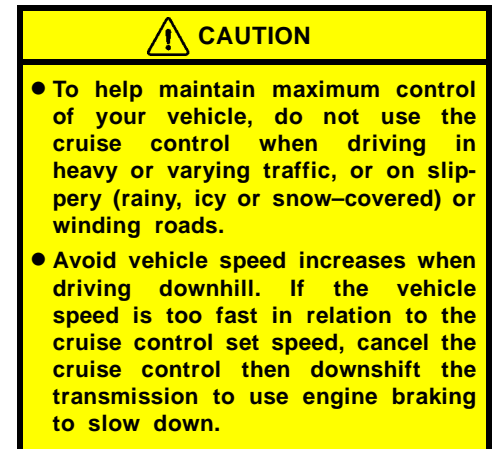 CAUTION
● To help maintain maximum control
of your vehicle, do not use the
cruise control when driving in
heavy or varying traffic, or on slip-
pery (rainy, icy or snow–covered) or
winding roads.
● Avoid vehicle speed increases when
driving downhill. If the vehicle
speed is too fast in relation to the
cruise control set speed, cancel the
cruise control then downshift the
transmission to use engine braking
to slow down.